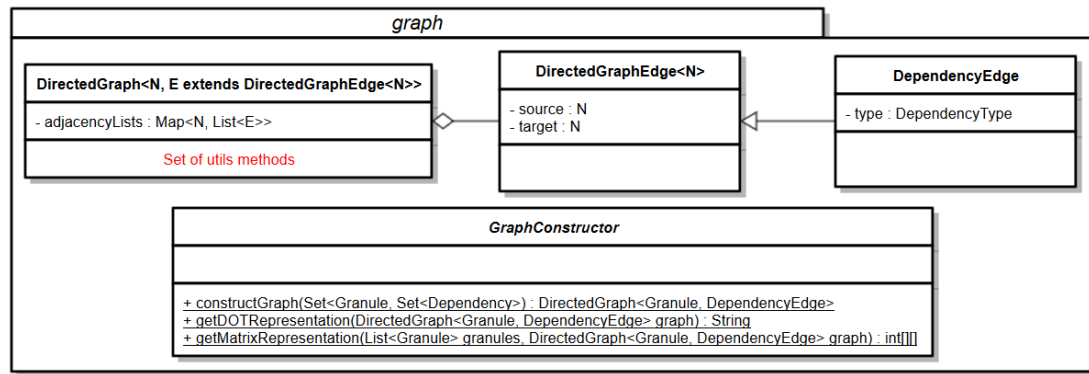 graph
DirectedGraph<N, E extends DirectedGraphEdge<N>>
- adjacencyLists : Map<N, List<E>>
Set of utils methods
DirectedGraphEdge<N>
- source : N
- target : N
DependencyEdge
- type : DependencyType
GraphConstructor
+ constructGraph(Set<Granule, Set<Dependency>) : DirectedGraph<Granule, DependencyEdge>
+ getDOTRepresentation(DirectedGraph<Granule, DependencyEdge> graph) : String
+ getMatrixRepresentation(List<Granule> granules, DirectedGraph<Granule, DependencyEdge> graph) : int[][]